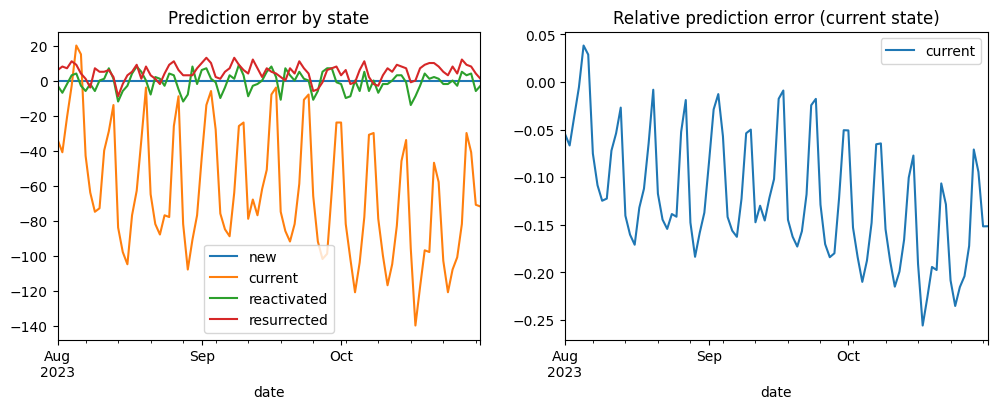 Prediction error by state
20
0
−20
−40
−60
−80
−100
−120
−140
new
current
reactivated
resurrected
Aug
2023
Sep
Oct
date
Relative prediction error (current state)
0.05
0.00
−0.05
−0.10
−0.15
−0.20
−0.25
current
Aug
2023
Sep
Oct
date